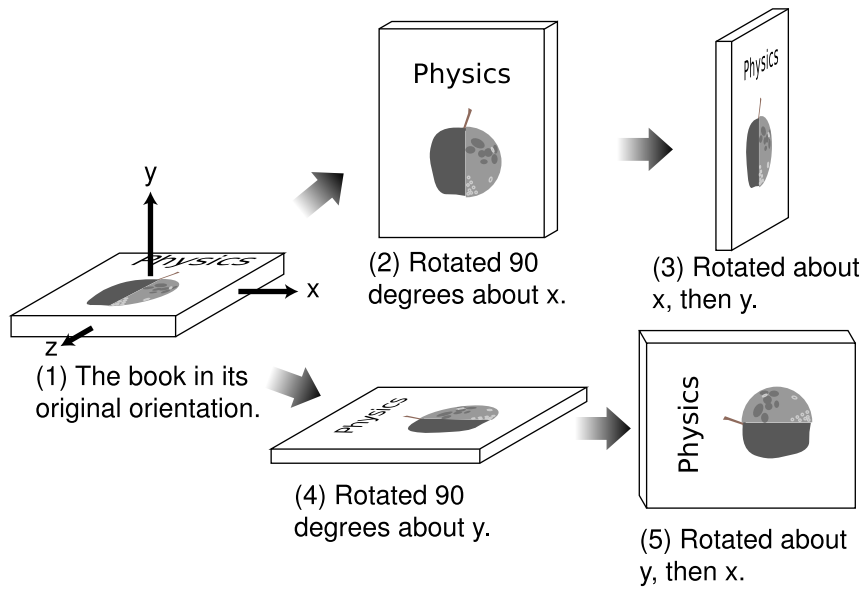 Physics
(2) Rotated 90
degrees about x.
Physics
(3) Rotated about
x, then y.
y
Physics
x
z
(1) The book in its
original orientation.
Physics
(4) Rotated 90
degrees about y.
Physics
(5) Rotated about
y, then x.